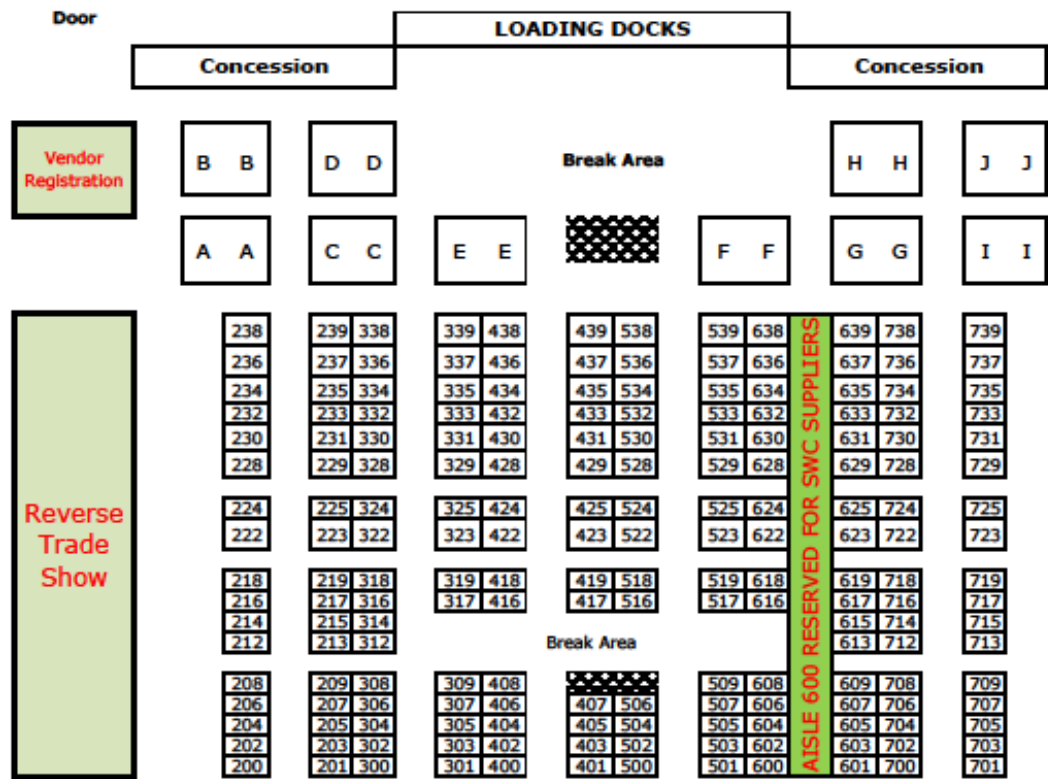 Door
LOADING DOCKS
Concession Concession
Vendor
Registration
B B D D Break Area H H J J
A A C C E E F F G G I I
238 239 338 339 438 439 538 539 638 639 738 739
236 237 336 337 436 437 536 537 636 637 736 737
234 235 334 335 434 435 534 535 634 635 734 735
232 233 332 333 432 433 532 533 632 633 732 733
230 231 330 331 430 431 530 531 630 631 730 731
228 229 328 329 428 429 528 529 628 629 728 729
224 225 324 325 424 425 524 525 624 625 724 725
222 223 322 323 422 423 522 523 622 623 722 723
218 219 318 319 418 419 518 519 618 619 718 719
216 217 316 317 416 417 516 517 616 617 716 717
214 215 314 615 714 715
212 213 312 613 712 713
Break Area
208 209 308 309 408 509 608 609 708 709
206 207 306 307 406 407 506 507 606 607 706 707
204 205 304 305 404 405 504 505 604 605 704 705
202 203 302 303 402 403 502 503 602 603 702 703
200 201 300 301 400 401 500 501 600 601 700 701
Reverse
Trade
Show
AISLE 600 RESERVED FOR SWC SUPPLIERS